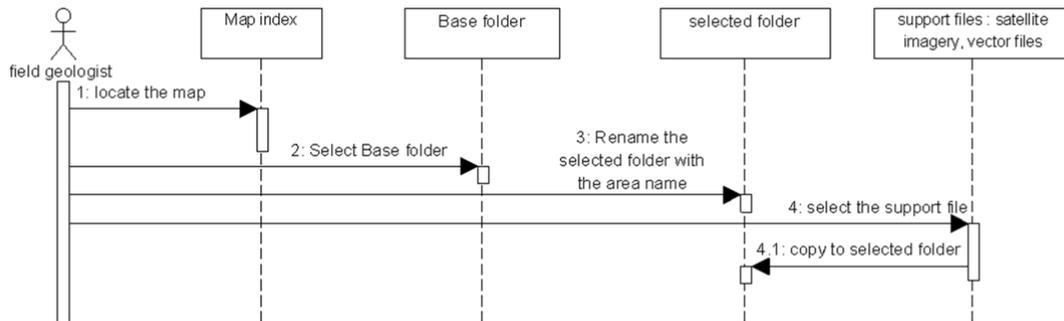 Map index
Base folder
selected folder
support files : satellite
imagery, vector files
field geologist
1: locate the map
2: Select Base folder
3: Rename the
selected folder with
the area name
4: select the support file
4.1: copy to selected folder